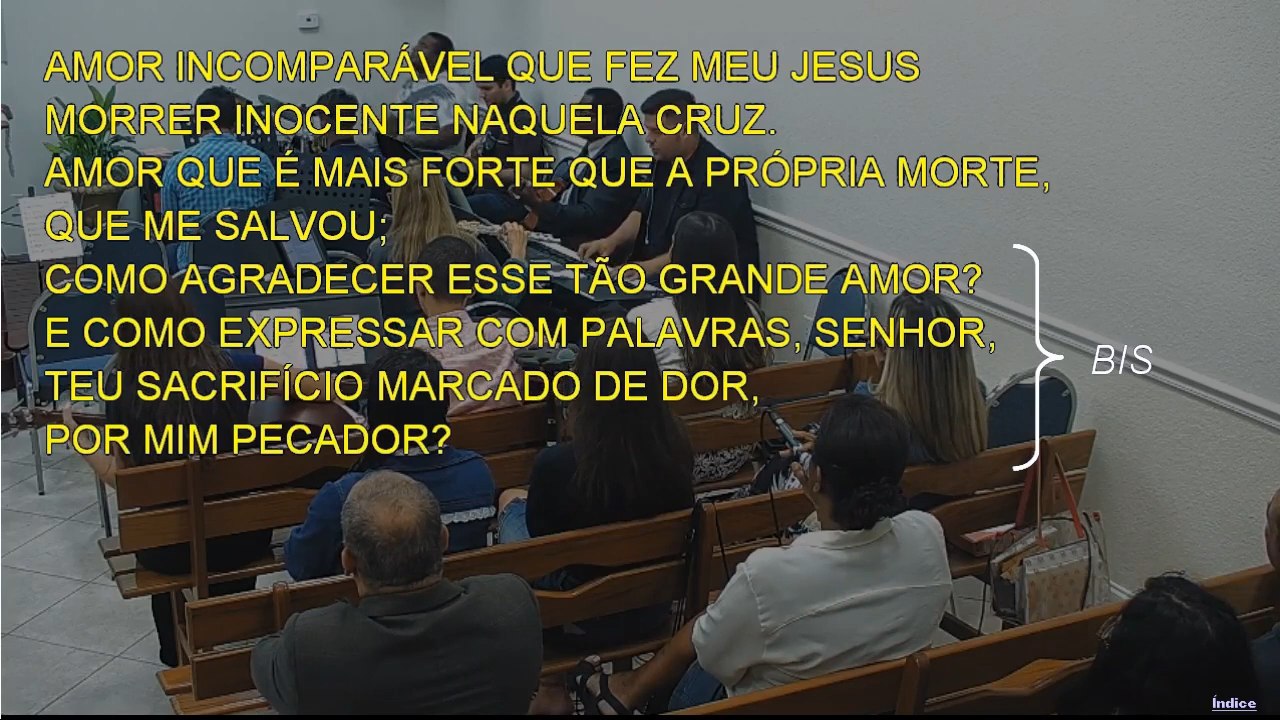 AMOR INCOMPARÁVEL QUE FEZ MEU JESUS
MORRER INOCENTE NAQUELA CRUZ.
AMOR QUE É MAIS FORTE QUE A PRÓPRIA MORTE,
QUE ME SALVOU;
COMO AGRADECER ESSE TÃO GRANDE AMOR?
E COMO EXPRESSAR COM PALAVRAS, SENHOR,
TEU SACRIFÍCIO MARCADO DE DOR,
POR MIM PECADOR?
BIS
Índice